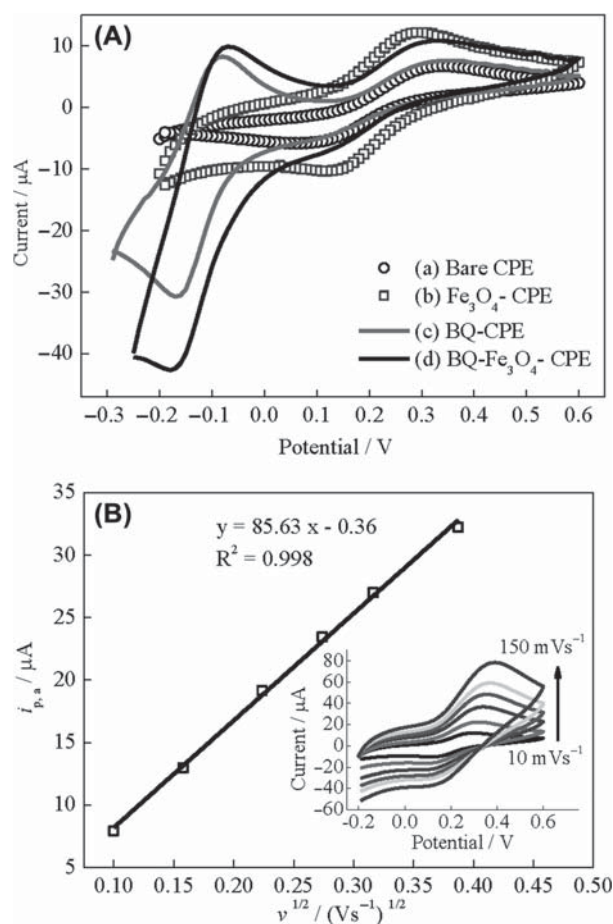 (A)
10
0
−10
−20
−30
−40
Current / μA
(a) Bare CPE
(b) Fe₃O₄- CPE
(c) BQ-CPE
(d) BQ-Fe₃O₄- CPE
−0.3 −0.2 −0.1 0.0 0.1 0.2 0.3 0.4 0.5 0.6
Potential / V
(B)
35
30
25
20
15
10
5
i p, a / μA
y = 85.63 x - 0.36
R² = 0.998
80
60
40
20
0
−20
−40
−60
Current / μA
150 mVs⁻¹
10 mVs⁻¹
−0.2 0.0 0.2 0.4 0.6
Potential / V
0.10 0.15 0.20 0.25 0.30 0.35 0.40 0.45 0.50
ν 1/2 / (Vs⁻¹) 1/2